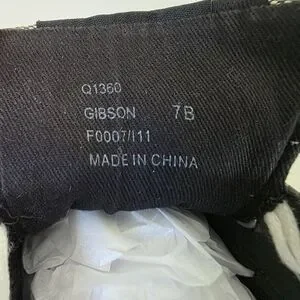 Q1360
GIBSON 7B
F0007/I11
MADE IN CHINA